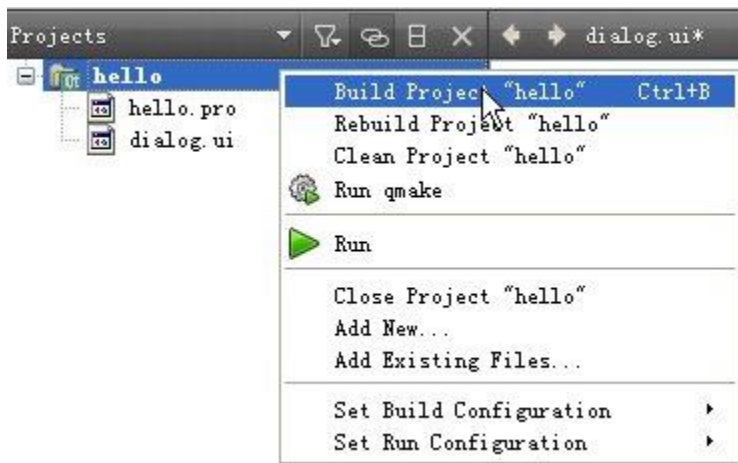 Projects
dialog.ui*
hello
hello.pro
dialog.ui
Build Project "hello" Ctrl+B
Rebuild Project "hello"
Clean Project "hello"
Run qmake
Run
Close Project "hello"
Add New...
Add Existing Files...
Set Build Configuration
Set Run Configuration